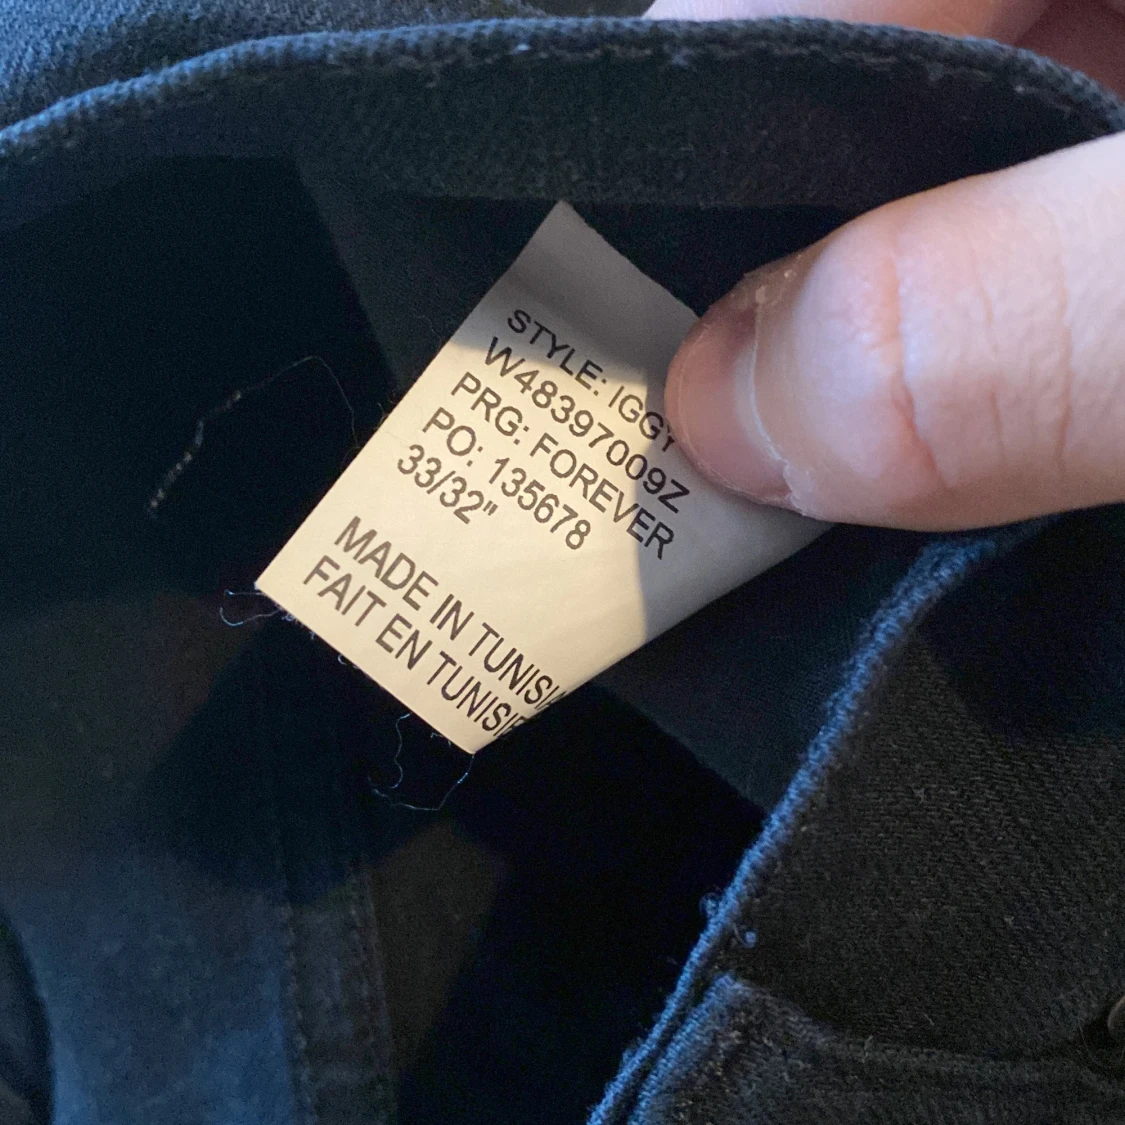 STYLE: IGGY
W48397009Z
PRG: FOREVER
PO: 135678
33/32"
MADE IN TUNISIA
FAIT EN TUNISIE